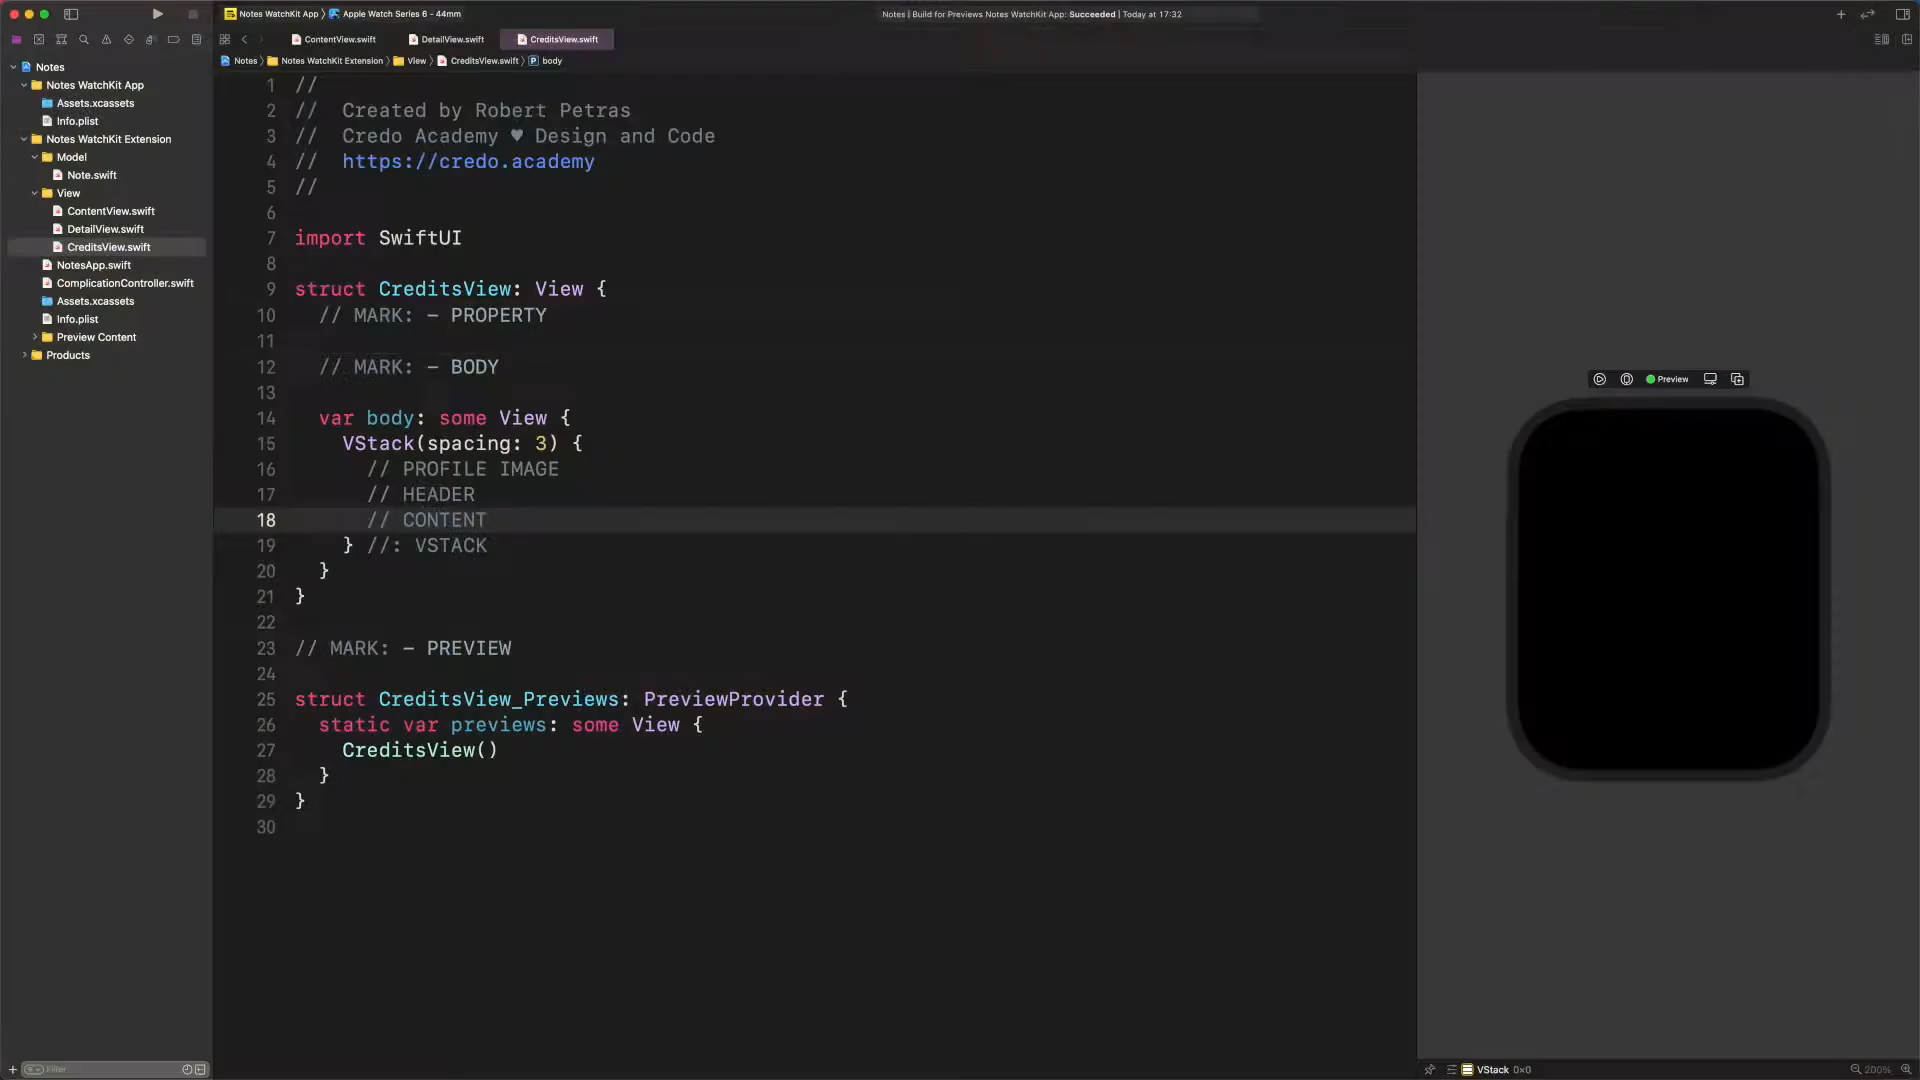 Notes WatchKit App 〉 Apple Watch Series 6 - 44mm
Notes | Build for Previews Notes WatchKit App: Succeeded | Today at 17:32
ContentView.swift
DetailView.swift
CreditsView.swift
Notes 〉 Notes WatchKit Extension 〉 View 〉 CreditsView.swift 〉 P body
Notes
Notes WatchKit App
Assets.xcassets
Info.plist
Notes WatchKit Extension
Model
Note.swift
View
ContentView.swift
DetailView.swift
CreditsView.swift
NotesApp.swift
ComplicationController.swift
Assets.xcassets
Info.plist
Preview Content
Products
Filter
1 //
2 //  Created by Robert Petras
3 //  Credo Academy ♥ Design and Code
4 //  https://credo.academy
5 //
6
7 import SwiftUI
8
9 struct CreditsView: View {
10   // MARK: - PROPERTY
11
12   // MARK: - BODY
13
14   var body: some View {
15     VStack(spacing: 3) {
16       // PROFILE IMAGE
17       // HEADER
18       // CONTENT
19     } //: VSTACK
20   }
21 }
22
23 // MARK: - PREVIEW
24
25 struct CreditsView_Previews: PreviewProvider {
26   static var previews: some View {
27     CreditsView()
28   }
29 }
30
Preview
VStack 0×0
200%